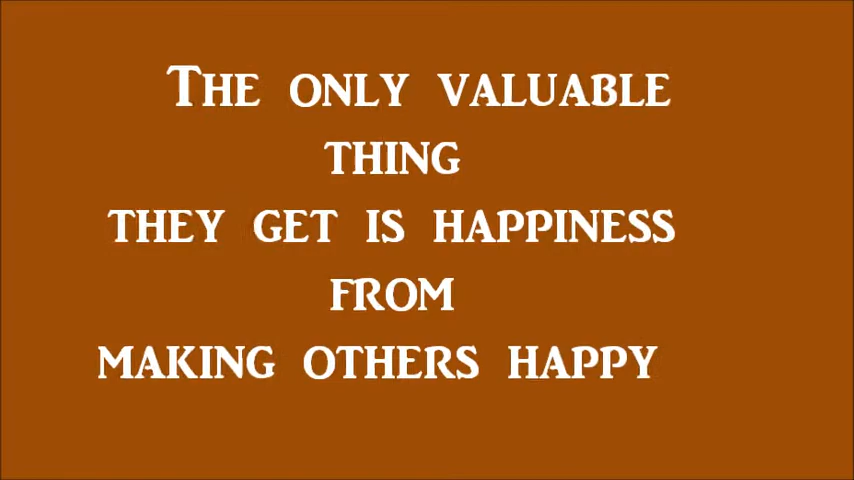 The only valuable
thing
they get is happiness
from
making others happy